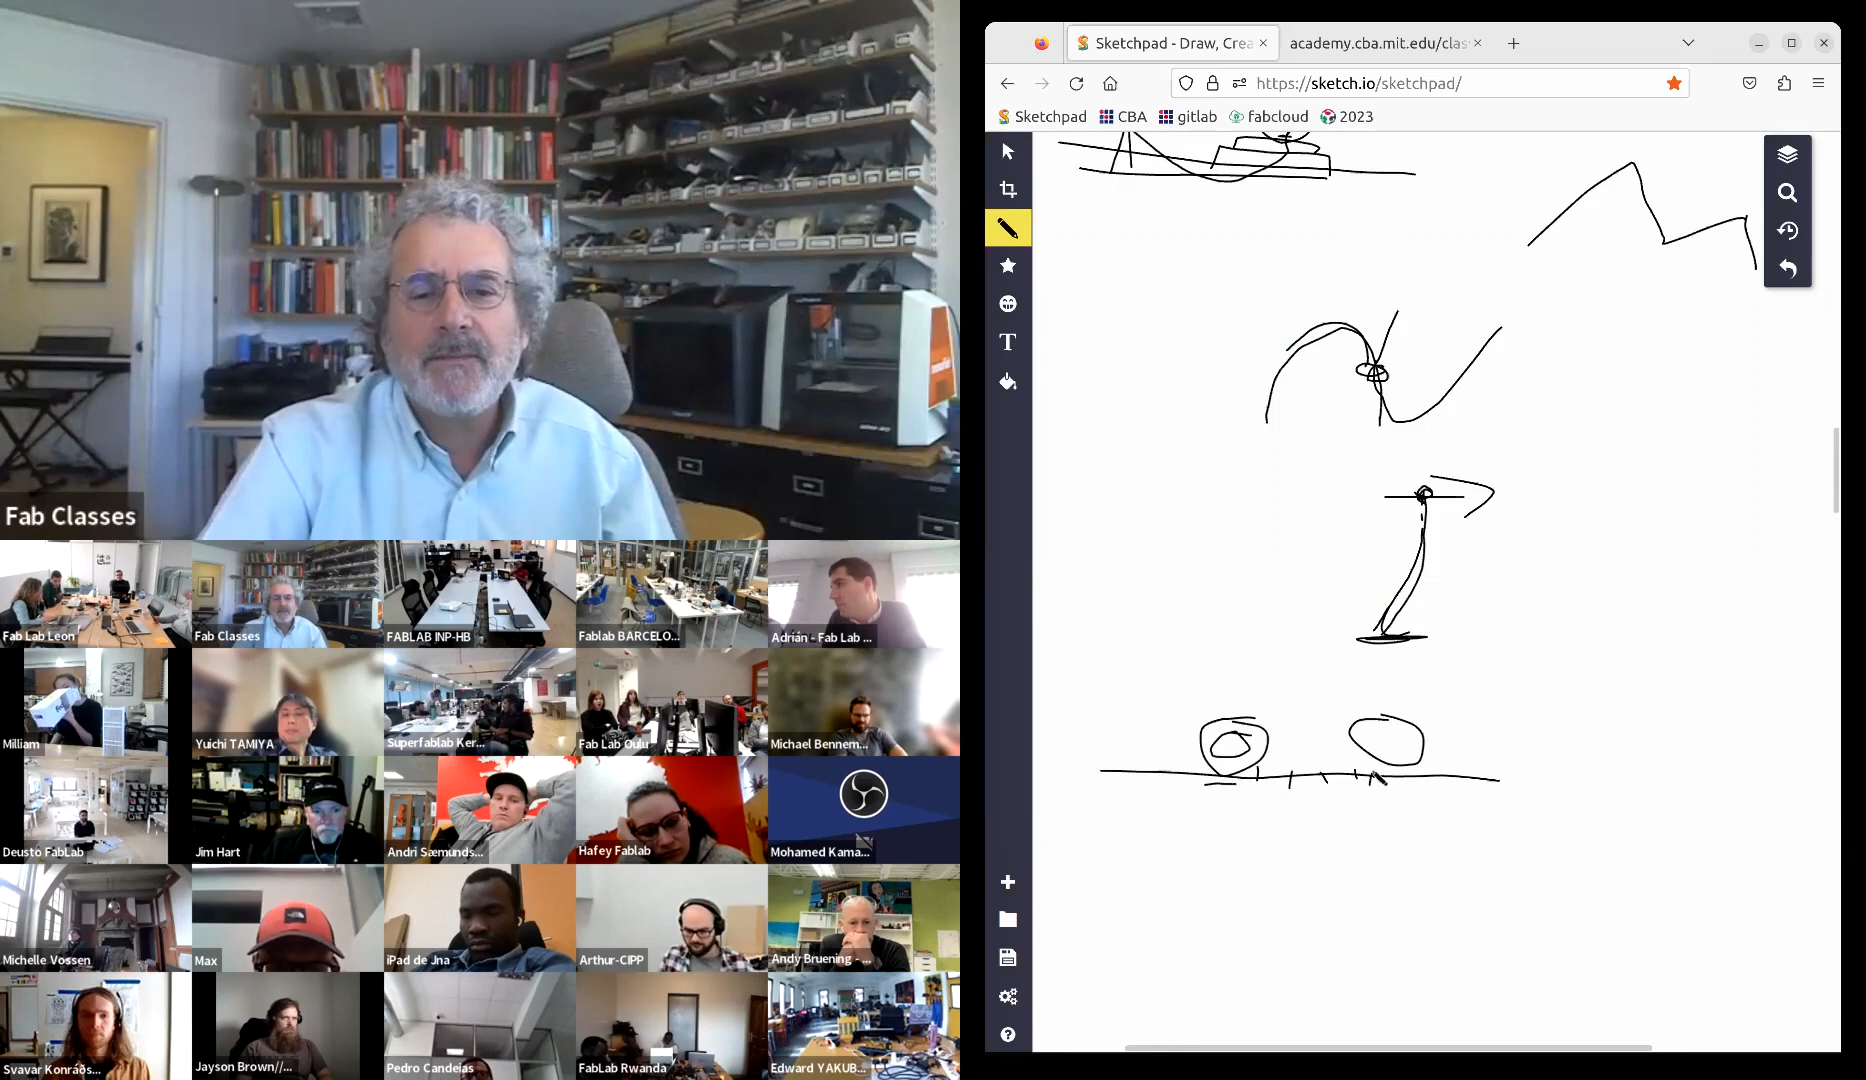 Sketchpad - Draw, Crea
academy.cba.mit.edu/clas
https://sketch.io/sketchpad/
Sketchpad
CBA
gitlab
fabcloud
2023
T
Fab Classes
Fab Lab Leon
Fab Classes
FABLAB INP-HB
Fablab BARCELO...
Adrián - Fab Lab ...
Milliam
Yuichi TAMIYA
Superfablab Ker...
Fab Lab Oulu
Michael Bennem...
Deusto FabLab
Jim Hart
Andri Sæmunds...
Hafey Fablab
Mohamed Kama...
Michelle Vossen
Max
iPad de Jna
Arthur-CIPP
Andy Bruening - ...
Svavar Konráðs...
Jayson Brown//...
Pedro Candeias
FabLab Rwanda
Edward YAKUB...